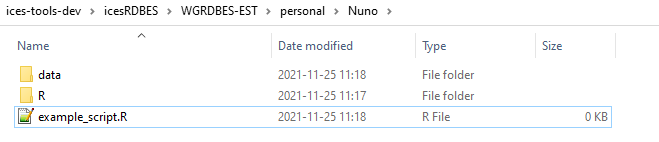 ices-tools-dev > icesRDBES > WGRDBES-EST > personal > Nuno >
Name Date modified Type Size
data 2021-11-25 11:18 File folder
R 2021-11-25 11:17 File folder
example_script.R 2021-11-25 11:18 R File 0 KB